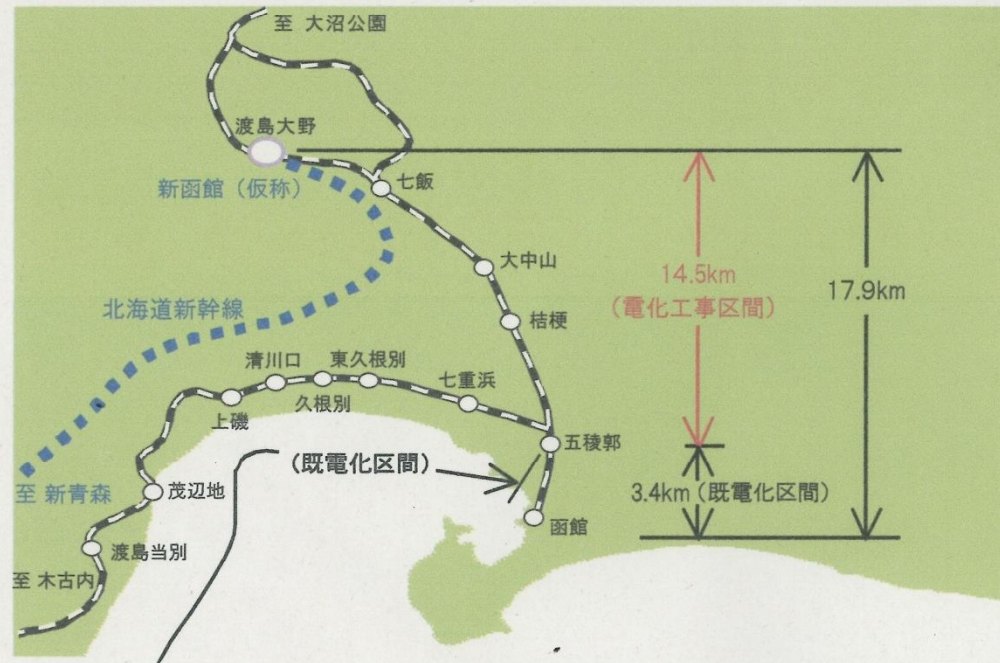 至 大沼公園
渡島大野
新函館（仮称）
七飯
大中山
14.5km
（電化工事区間）
17.9km
北海道新幹線
桔梗
清川口
東久根別
七重浜
上磯
久根別
五稜郭
（既電化区間）
至 新青森
茂辺地
3.4km（既電化区間）
函館
渡島当別
至 木古内